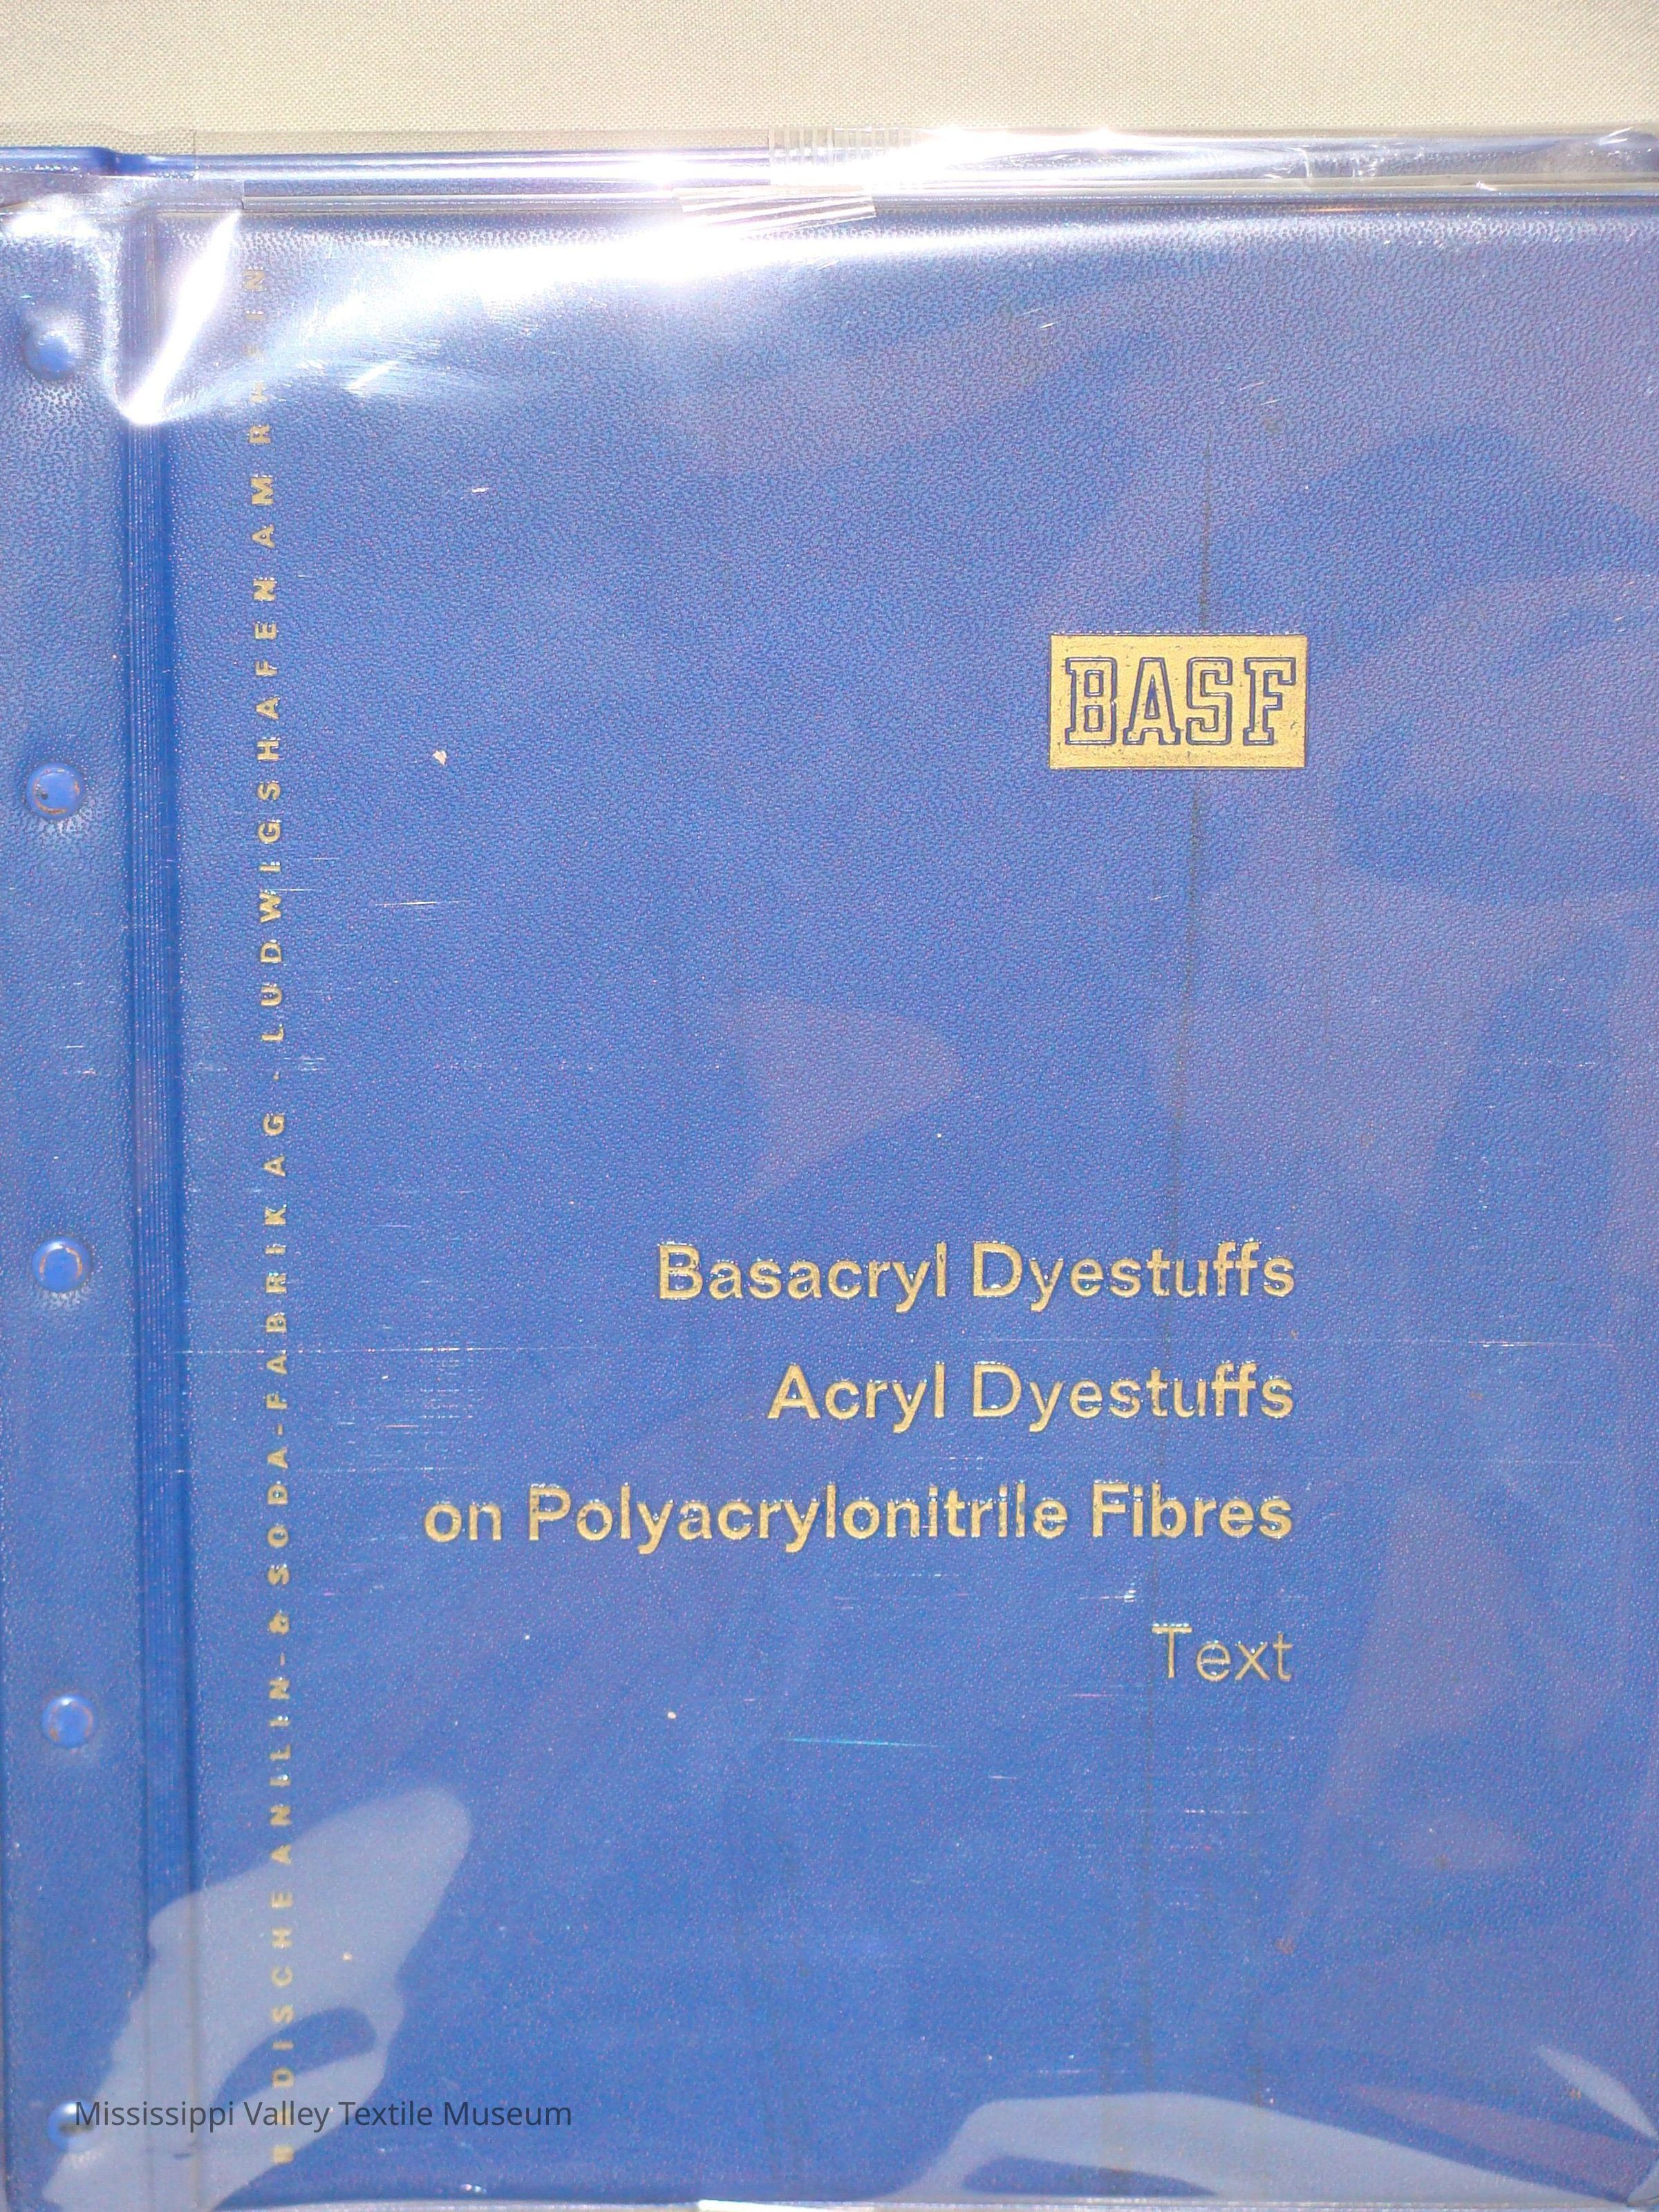 BASF
Basacryl Dyestuffs
Acryl Dyestuffs
on Polyacrylonitrile Fibres
Text
ANILIN- & SODA-FABRIK AG · LUDWIGSHAFEN AM RHEIN
Mississippi Valley Textile Museum